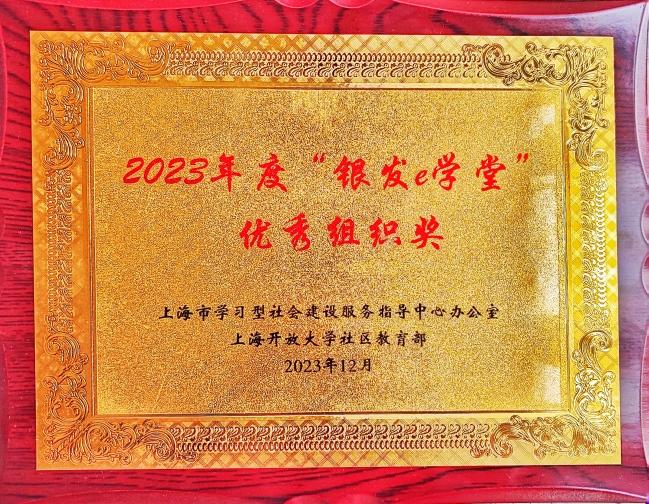 2023年度“银发e学堂”
优秀组织奖
上海市学习型社会建设服务指导中心办公室
上海开放大学社区教育部
2023年12月